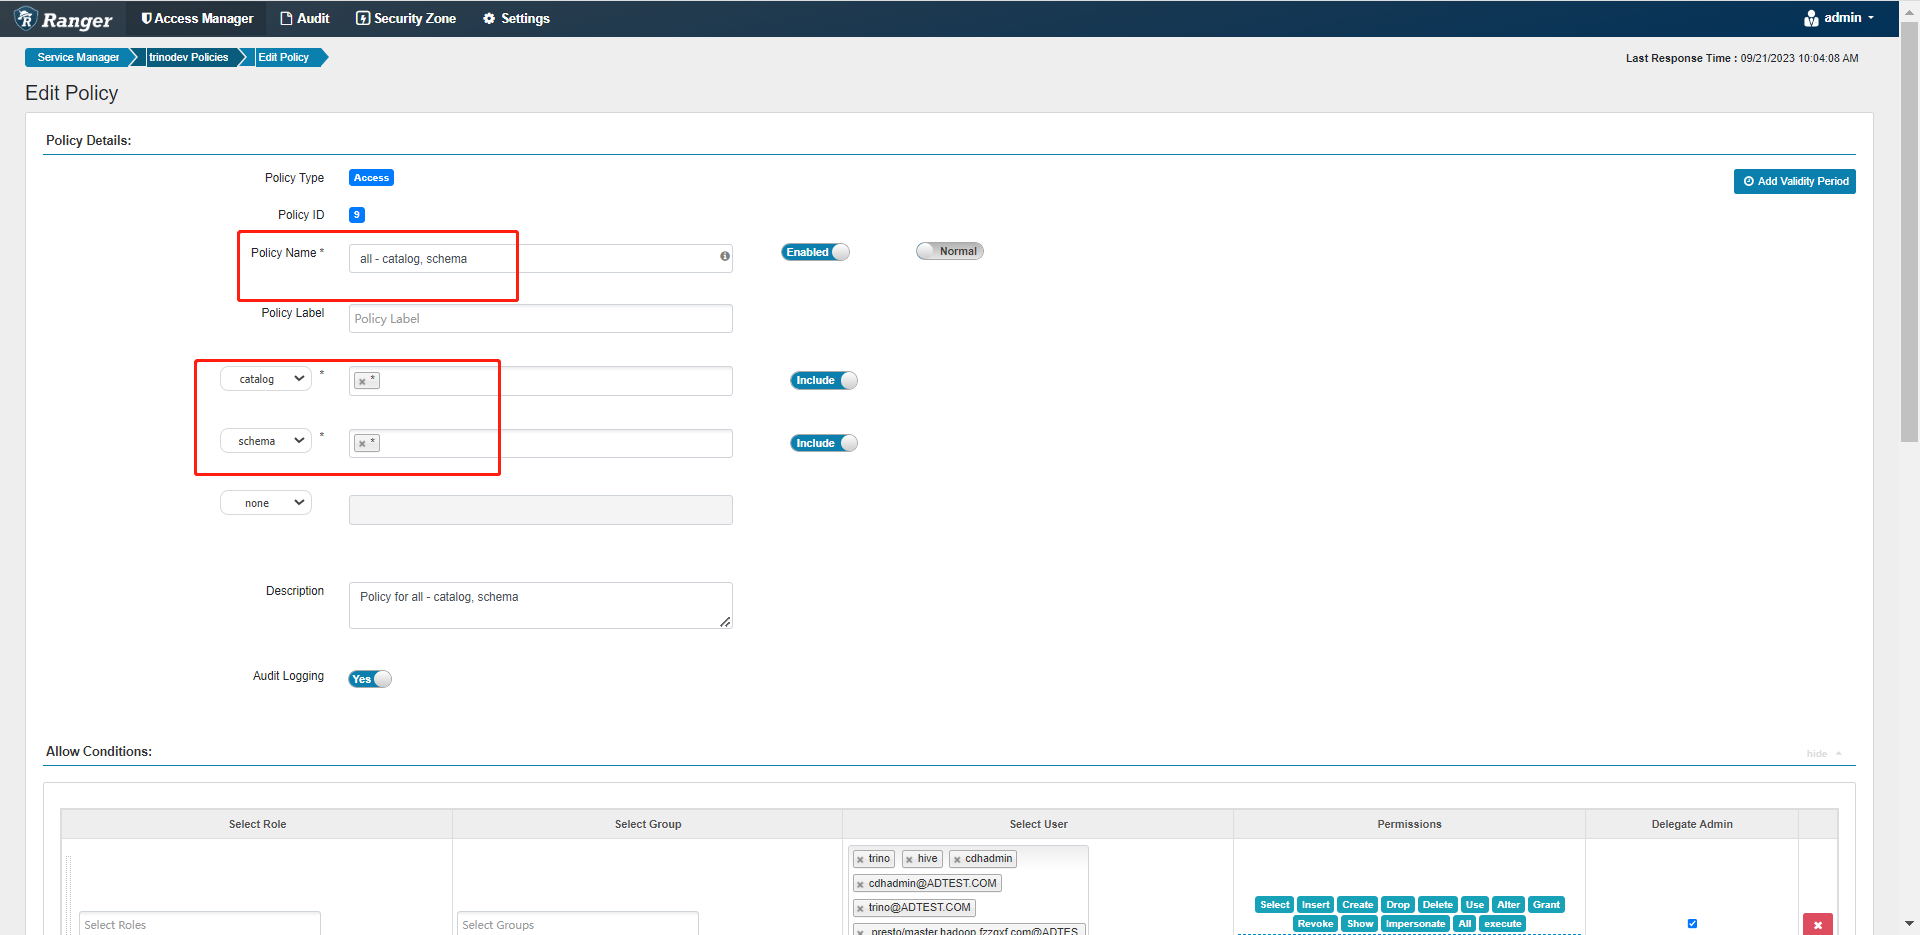 Ranger Access Manager Audit Security Zone Settings admin
Service Manager trinodev Policies Edit Policy Last Response Time : 09/21/2023 10:04:08 AM
Edit Policy
Policy Details:
Policy Type Access Add Validity Period
Policy ID 9
Policy Name * all - catalog, schema Enabled Normal
Policy Label Policy Label
catalog * × * Include
schema * × * Include
none
Description Policy for all - catalog, schema
Audit Logging Yes
Allow Conditions: hide
Select Role Select Group Select User Permissions Delegate Admin
× trino × hive × cdhadmin
× cdhadmin@ADTEST.COM
× trino@ADTEST.COM
Select Insert Create Drop Delete Use Alter Grant
Select Roles Select Groups Revoke Show Impersonate All execute ×
× presto/master.hadoop.fzzqxf.com@ADTES